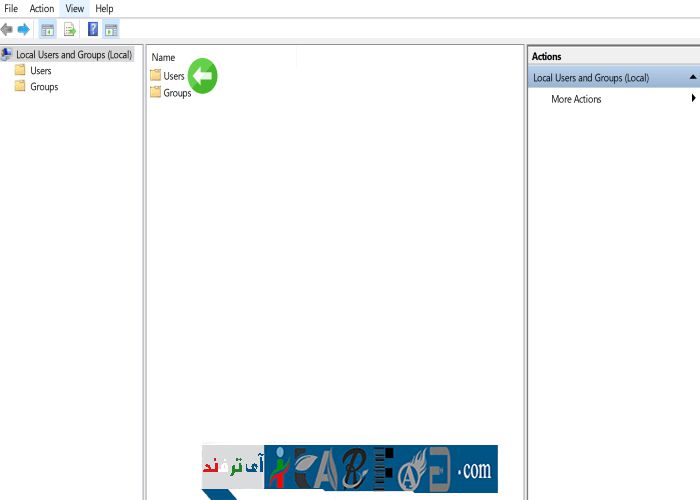 File Action View Help
Local Users and Groups (Local)
Users
Groups
Name
Users
Groups
Actions
Local Users and Groups (Local)
More Actions
آی ترفند
.com